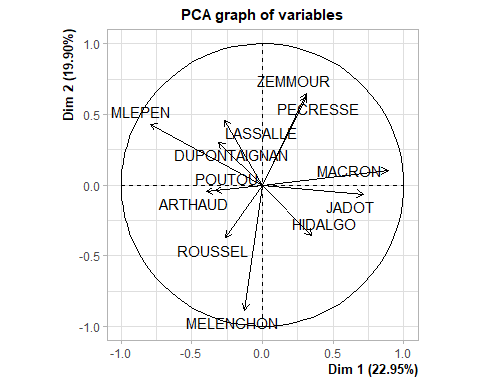 PCA graph of variables
Dim 2 (19.90%)
1.0
0.5
0.0
-0.5
-1.0
ZEMMOUR
PECRESSE
MLEPEN
LASSALLE
DUPONTAIGNAN
POUTOU
MACRON
ARTHAUD
JADOT
HIDALGO
ROUSSEL
MELENCHON
-1.0 -0.5 0.0 0.5 1.0
Dim 1 (22.95%)